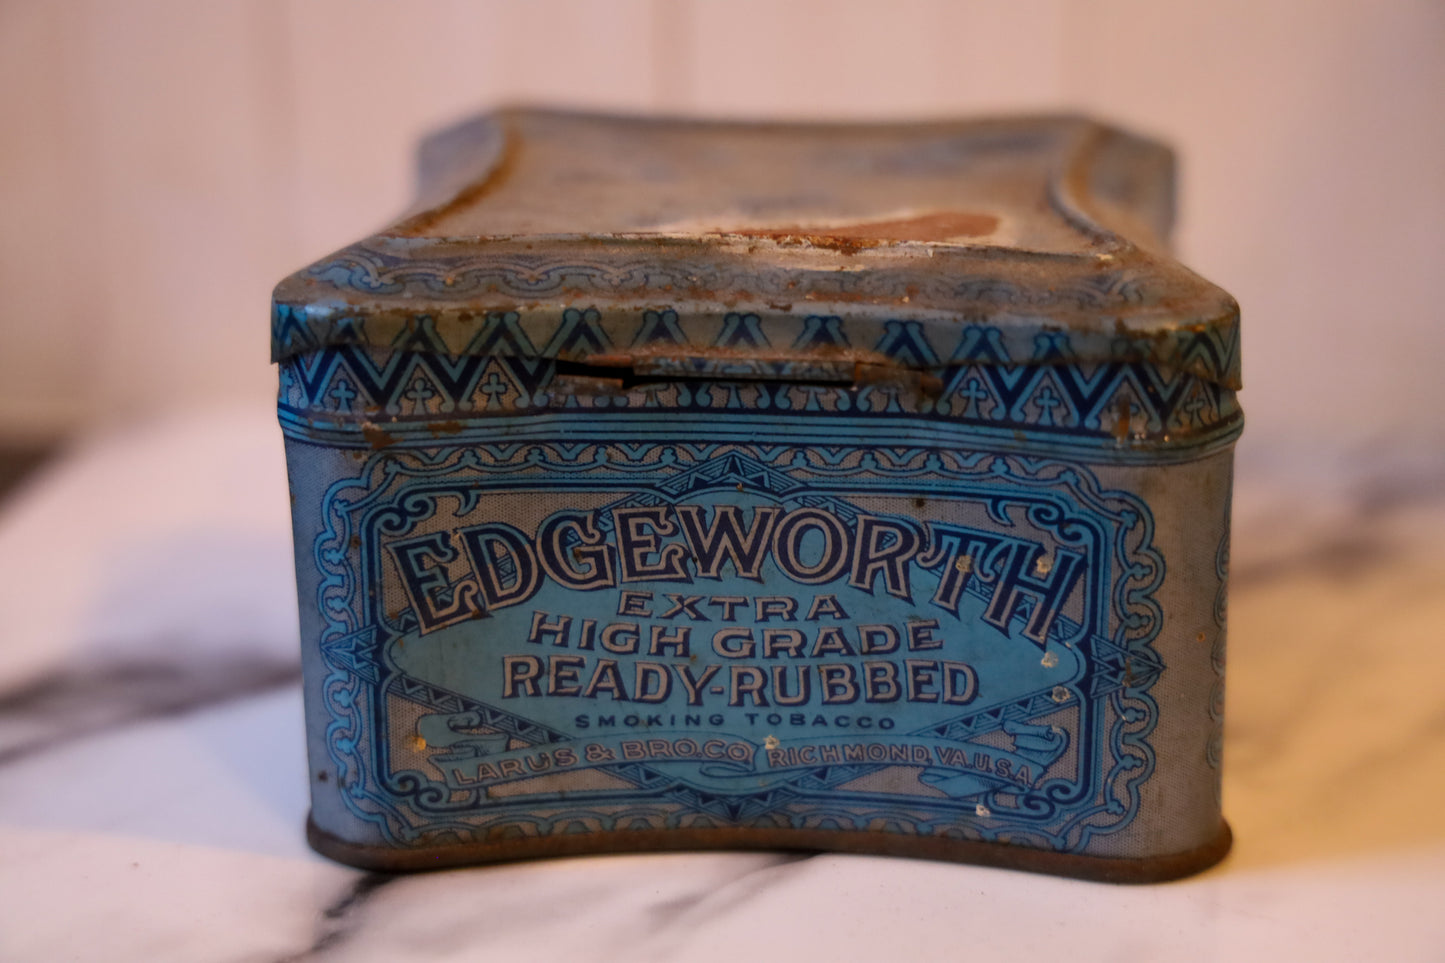 EDGEWORTH
EXTRA
HIGH GRADE
READY-RUBBED
SMOKING TOBACCO
LARUS & BRO.CO. RICHMOND, VA. U.S.A.